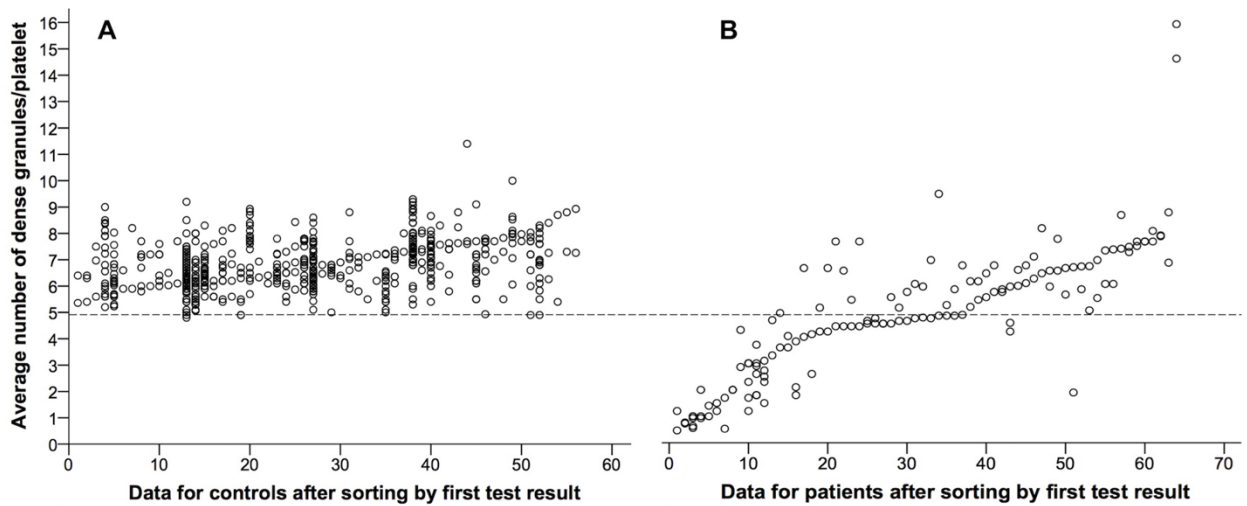 Average number of dense granules/platelet
A
16
15
14
13
12
11
10
9
8
7
6
5
4
3
2
1
0
0 10 20 30 40 50 60
Data for controls after sorting by first test result
B
0 10 20 30 40 50 60 70
Data for patients after sorting by first test result